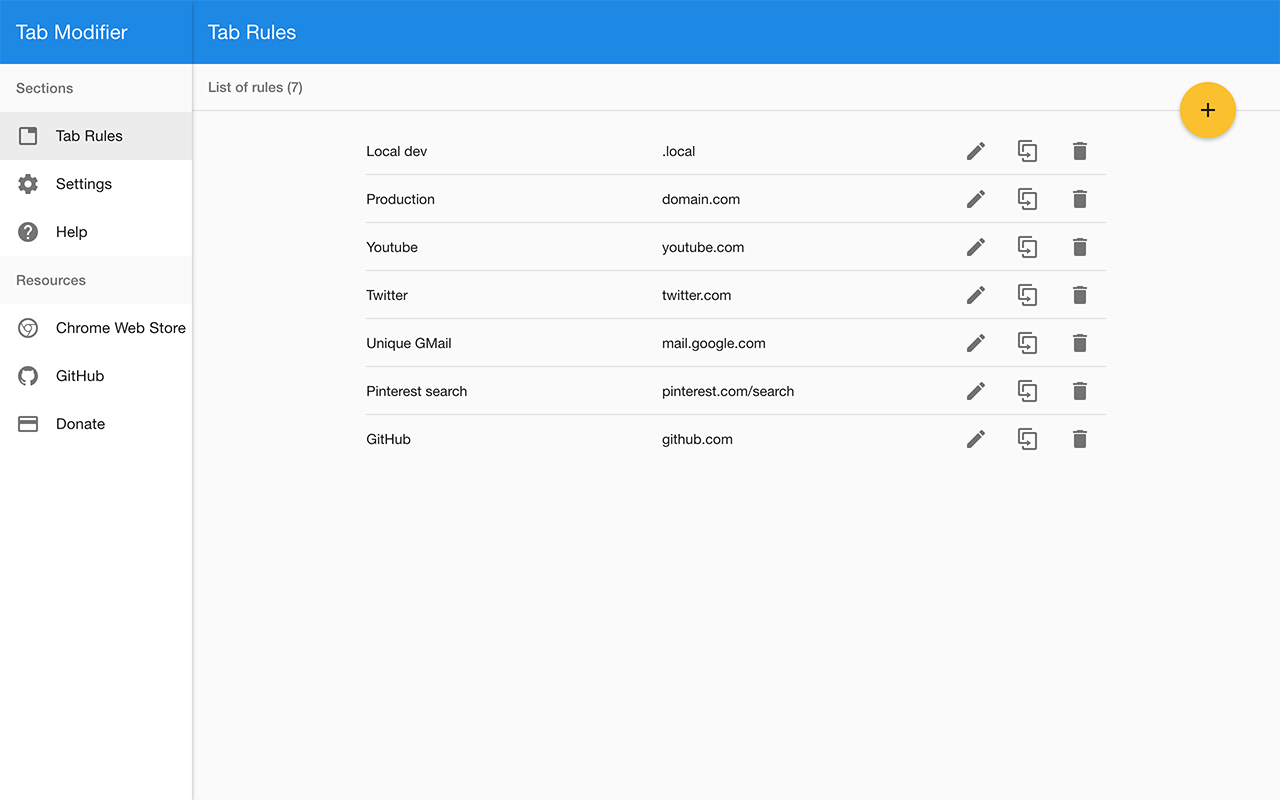 Tab Modifier
Tab Rules
Sections
Tab Rules
Settings
Help
Resources
Chrome Web Store
GitHub
Donate
List of rules (7)
Local dev .local
Production domain.com
Youtube youtube.com
Twitter twitter.com
Unique GMail mail.google.com
Pinterest search pinterest.com/search
GitHub github.com